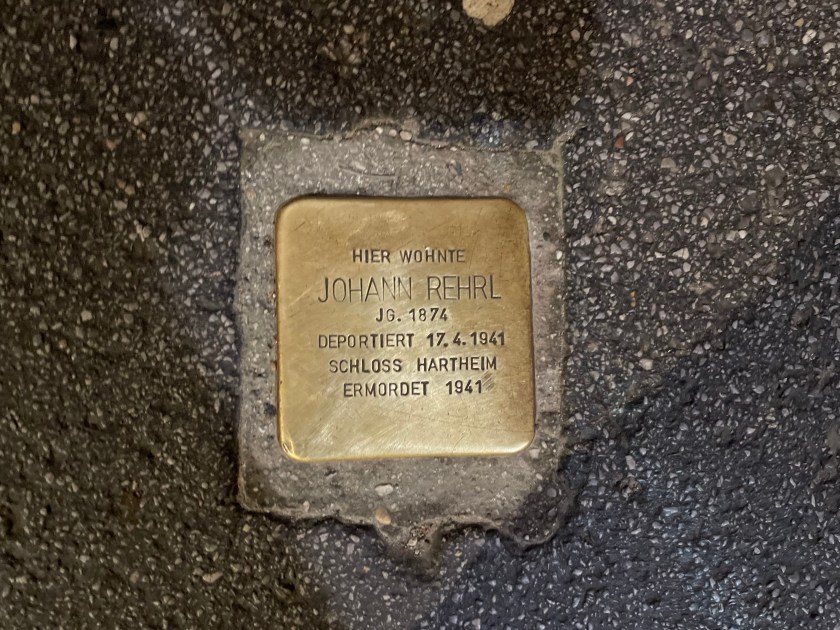 HIER WOHNTE
JOHANN REHRL
JG. 1874
DEPORTIERT 17.4.1941
SCHLOSS HARTHEIM
ERMORDET 1941